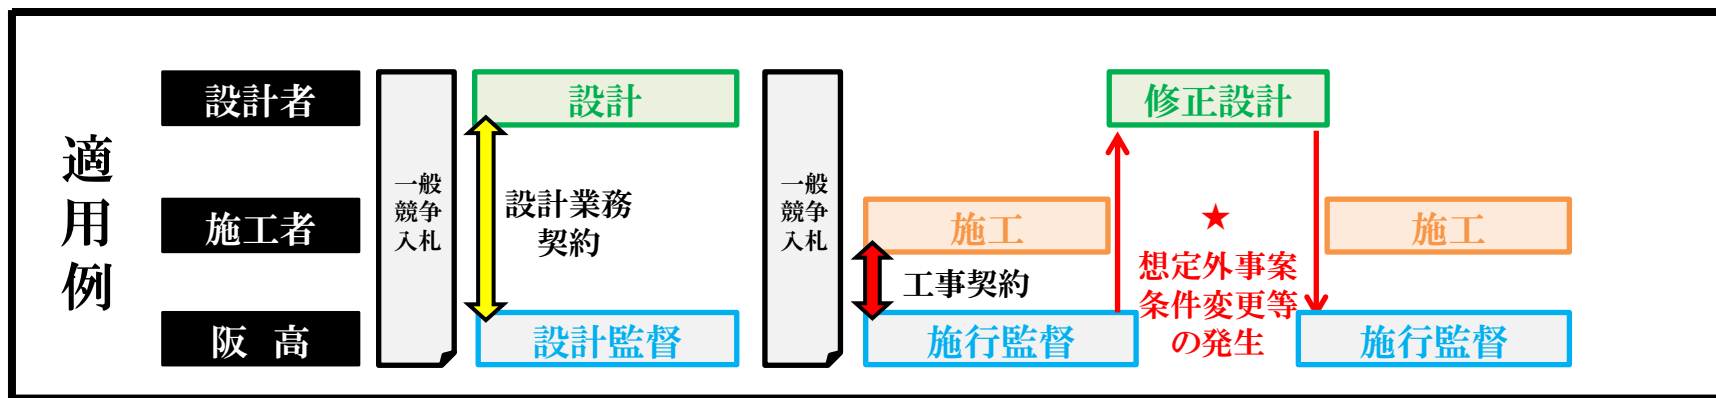 適用例
設計者
施工者
阪 高
一般
競争
入札
設計
設計業務
契約
設計監督
一般
競争
入札
施工
工事契約
施行監督
修正設計
★
想定外事案
条件変更等
の発生
施工
施行監督